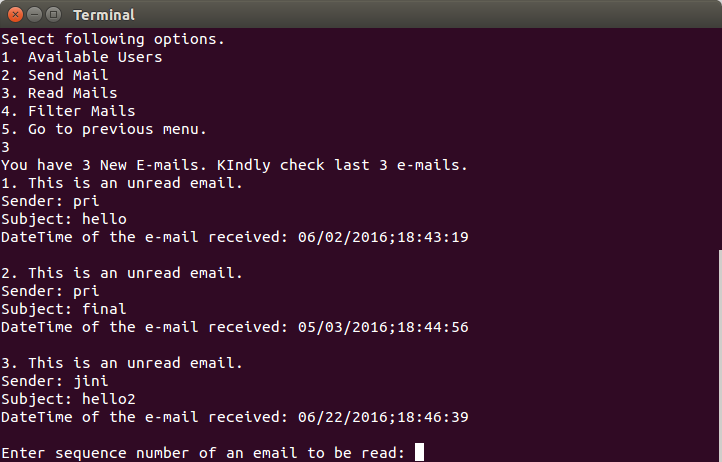 Terminal
Select following options.
1. Available Users
2. Send Mail
3. Read Mails
4. Filter Mails
5. Go to previous menu.
3
You have 3 New E-mails. KIndly check last 3 e-mails.
1. This is an unread email.
Sender: pri
Subject: hello
DateTime of the e-mail received: 06/02/2016;18:43:19
2. This is an unread email.
Sender: pri
Subject: final
DateTime of the e-mail received: 05/03/2016;18:44:56
3. This is an unread email.
Sender: jini
Subject: hello2
DateTime of the e-mail received: 06/22/2016;18:46:39
Enter sequence number of an email to be read: